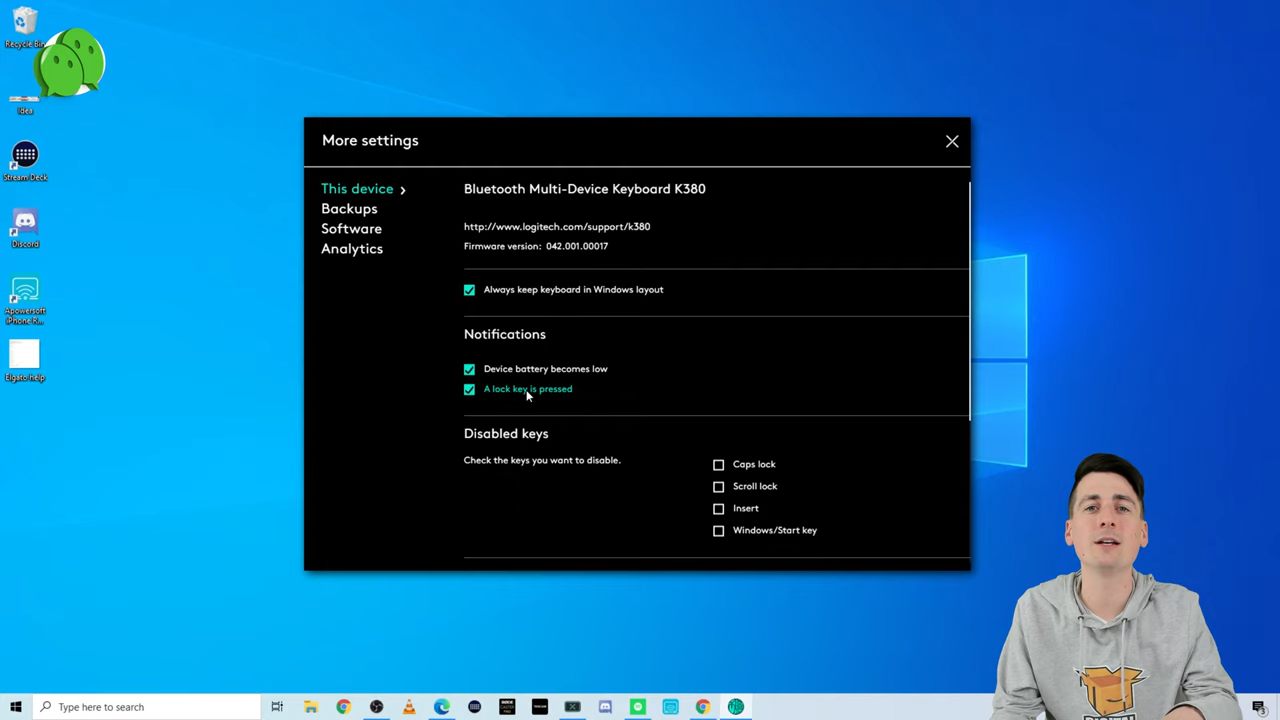 Recycle Bin
Idea
Stream Deck
Discord
Apowersoft
iPhone R...
Elgato help
More settings
This device
Backups
Software
Analytics
Bluetooth Multi-Device Keyboard K380
http://www.logitech.com/support/k380
Firmware version: 042.001.00017
Always keep keyboard in Windows layout
Notifications
Device battery becomes low
A lock key is pressed
Disabled keys
Check the keys you want to disable.
Caps lock
Scroll lock
Insert
Windows/Start key
Type here to search